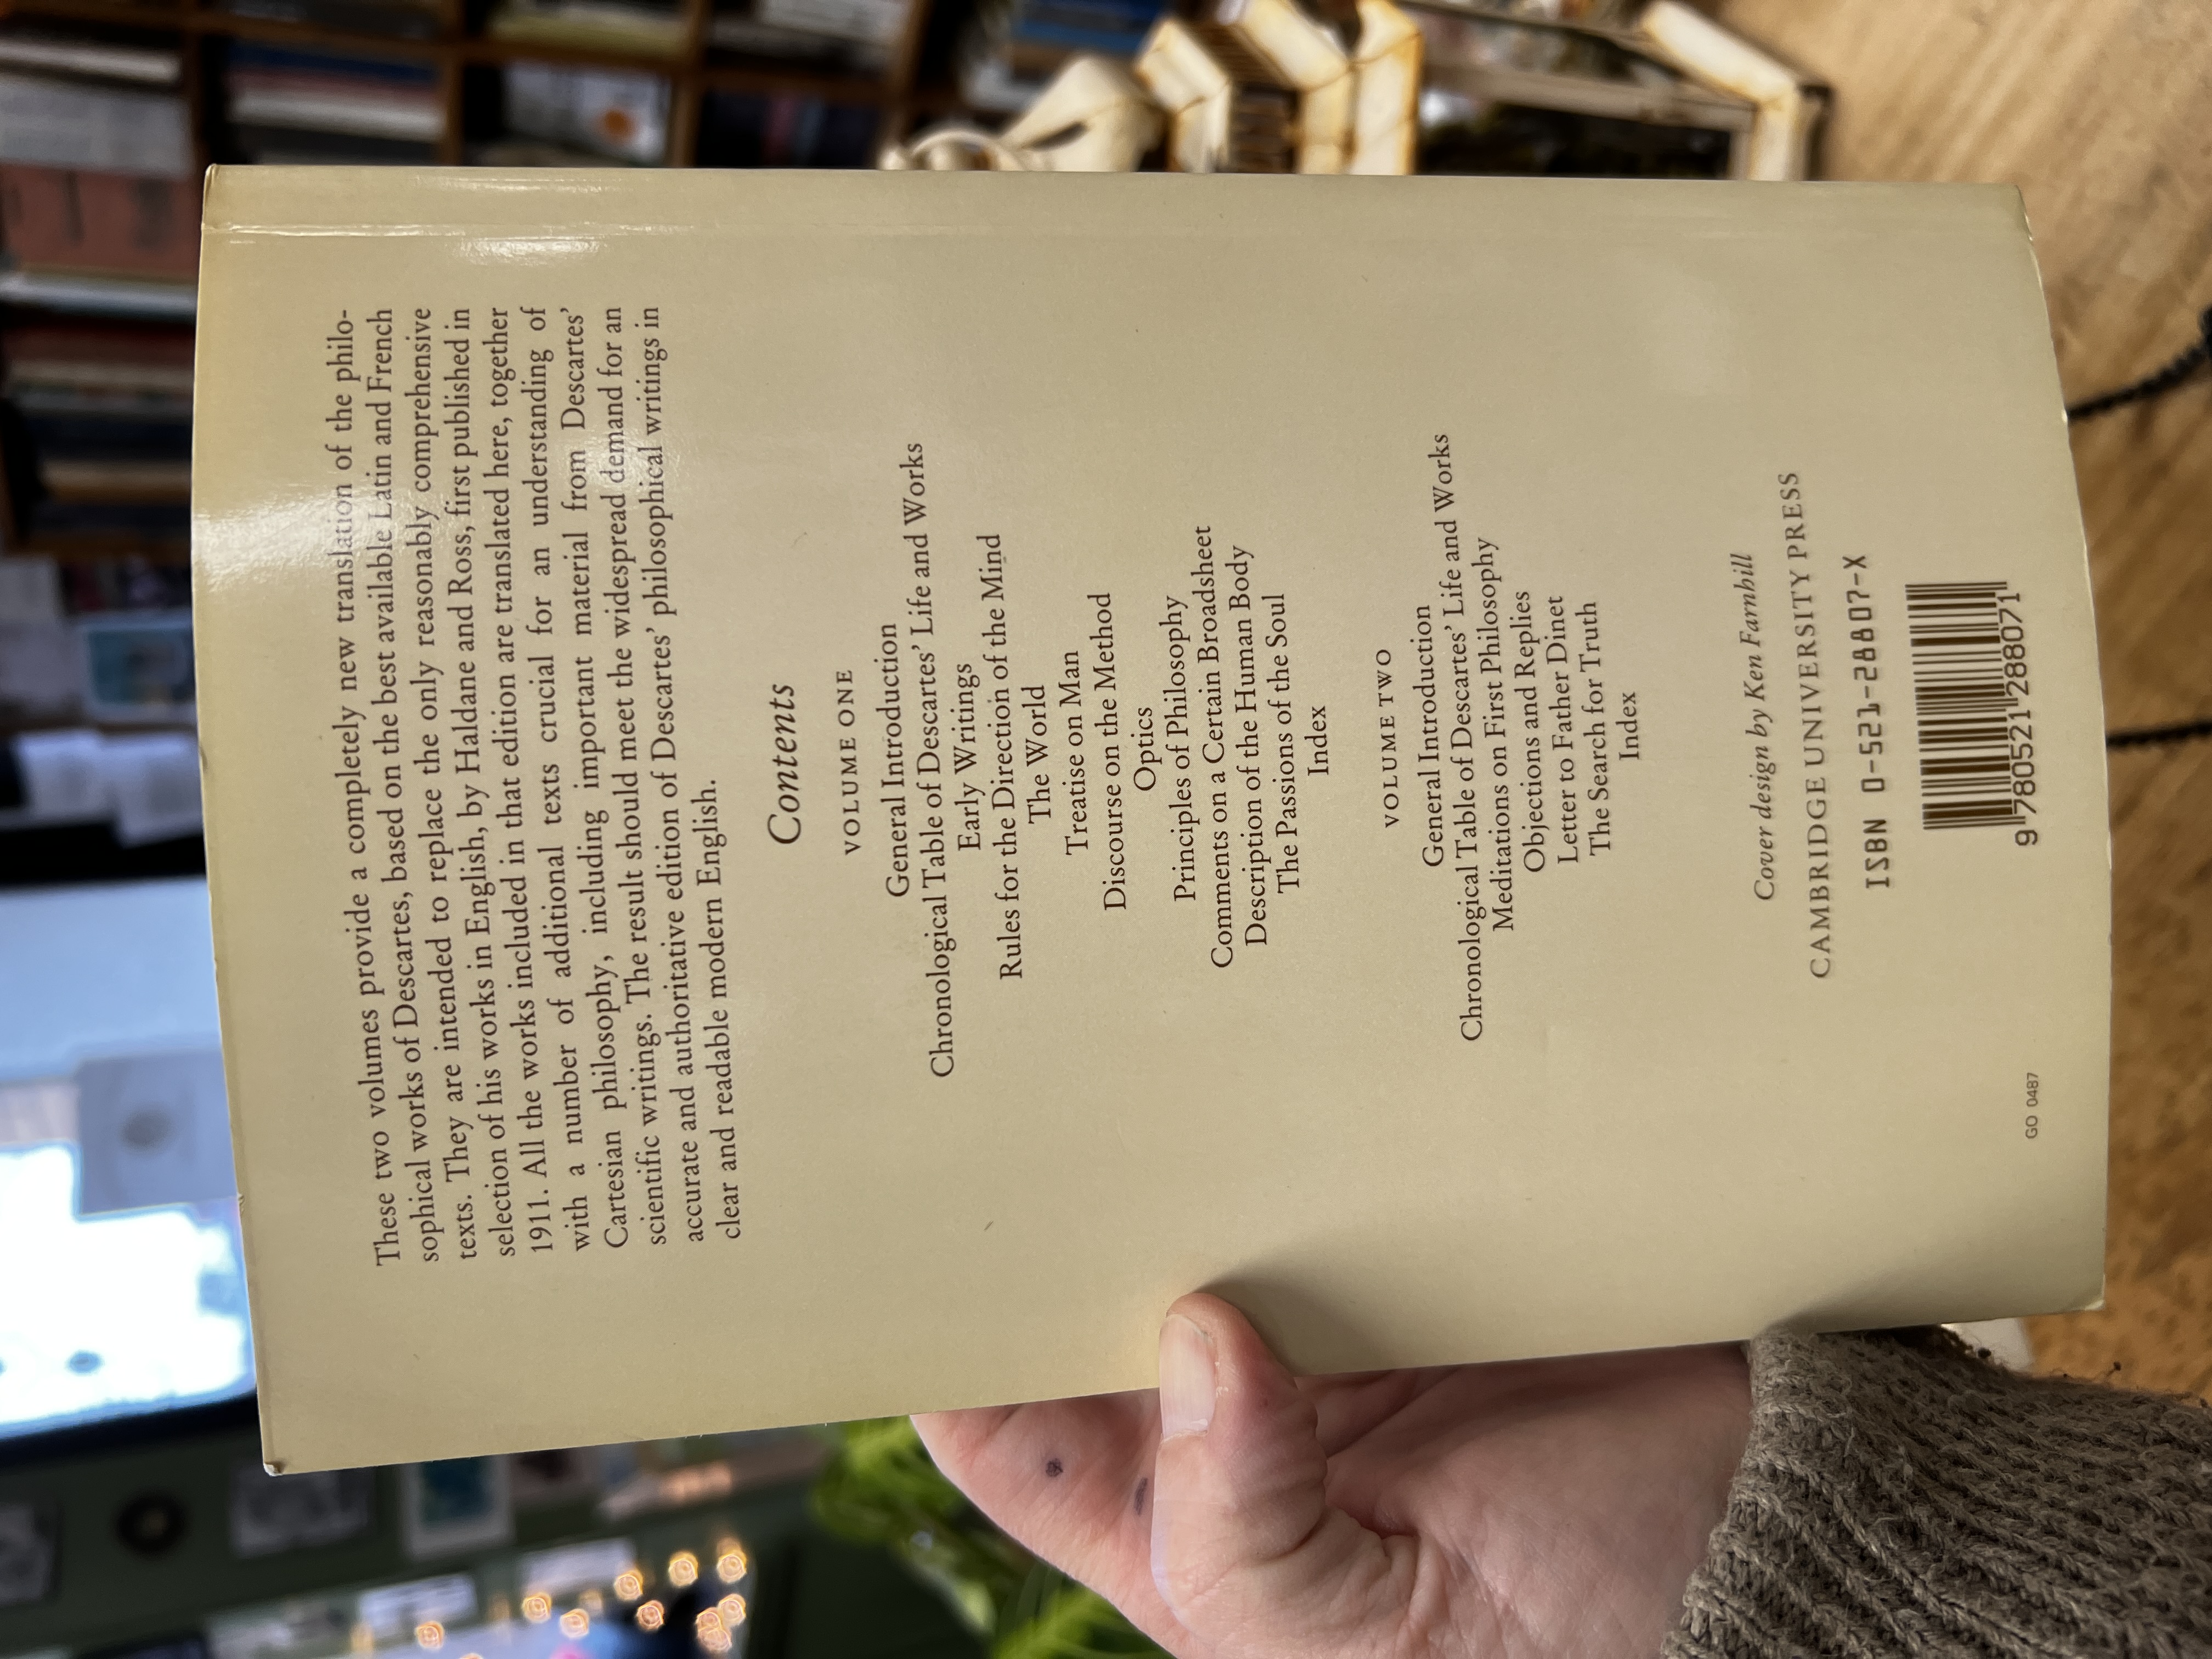 These two volumes provide a completely new translation of the philo-
sophical works of Descartes, based on the best available Latin and French
texts. They are intended to replace the only reasonably comprehensive
selection of his works in English, by Haldane and Ross, first published in
1911. All the works included in that edition are translated here, together
with a number of additional texts crucial for an understanding of
Cartesian philosophy, including important material from Descartes'
scientific writings. The result should meet the widespread demand for an
accurate and authoritative edition of Descartes' philosophical writings in
clear and readable modern English.
Contents
VOLUME ONE
General Introduction
Chronological Table of Descartes' Life and Works
Early Writings
Rules for the Direction of the Mind
The World
Treatise on Man
Discourse on the Method
Optics
Principles of Philosophy
Comments on a Certain Broadsheet
Description of the Human Body
The Passions of the Soul
Index
VOLUME TWO
General Introduction
Chronological Table of Descartes' Life and Works
Meditations on First Philosophy
Objections and Replies
Letter to Father Dinet
The Search for Truth
Index
Cover design by Ken Farnhill
CAMBRIDGE UNIVERSITY PRESS
ISBN 0-521-28807-X
9 780521 288071
GO 0487